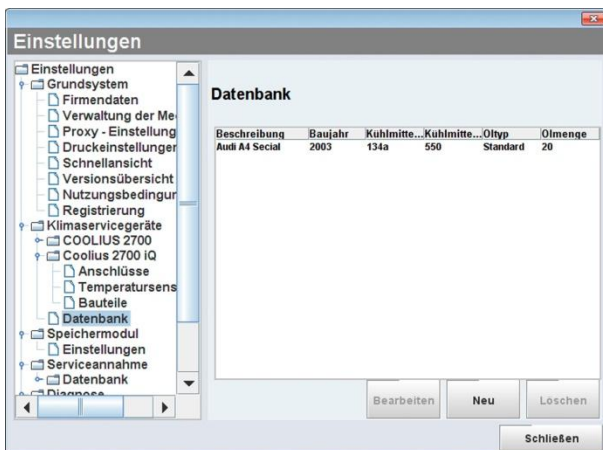 Einstellungen
Einstellungen
Grundsystem
Firmendaten
Verwaltung der Me
Proxy - Einstellung
Druckeinstellunger
Schnellansicht
Versionsübersicht
Nutzungsbedingur
Registrierung
Klimaservicegeräte
COOLIUS 2700
Coolius 2700 iQ
Anschlüsse
Temperatursens
Bauteile
Datenbank
Speichermodul
Einstellungen
Serviceannahme
Datenbank
Diagnose
Datenbank
Beschreibung Baujahr Kühlmitte... Kühlmitte... Öltyp Ölmenge
Audi A4 Secial 2003 134a 550 Standard 20
Bearbeiten Neu Löschen
Schließen